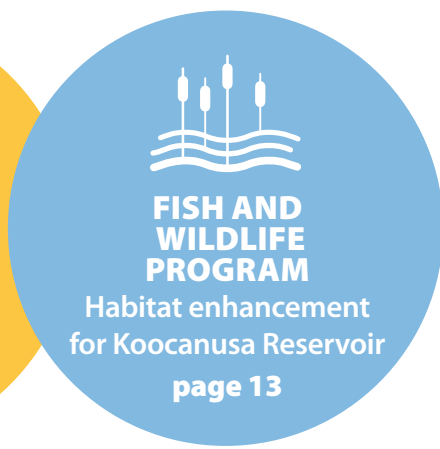 FISH AND
WILDLIFE
PROGRAM
Habitat enhancement
for Koocanusa Reservoir
page 13